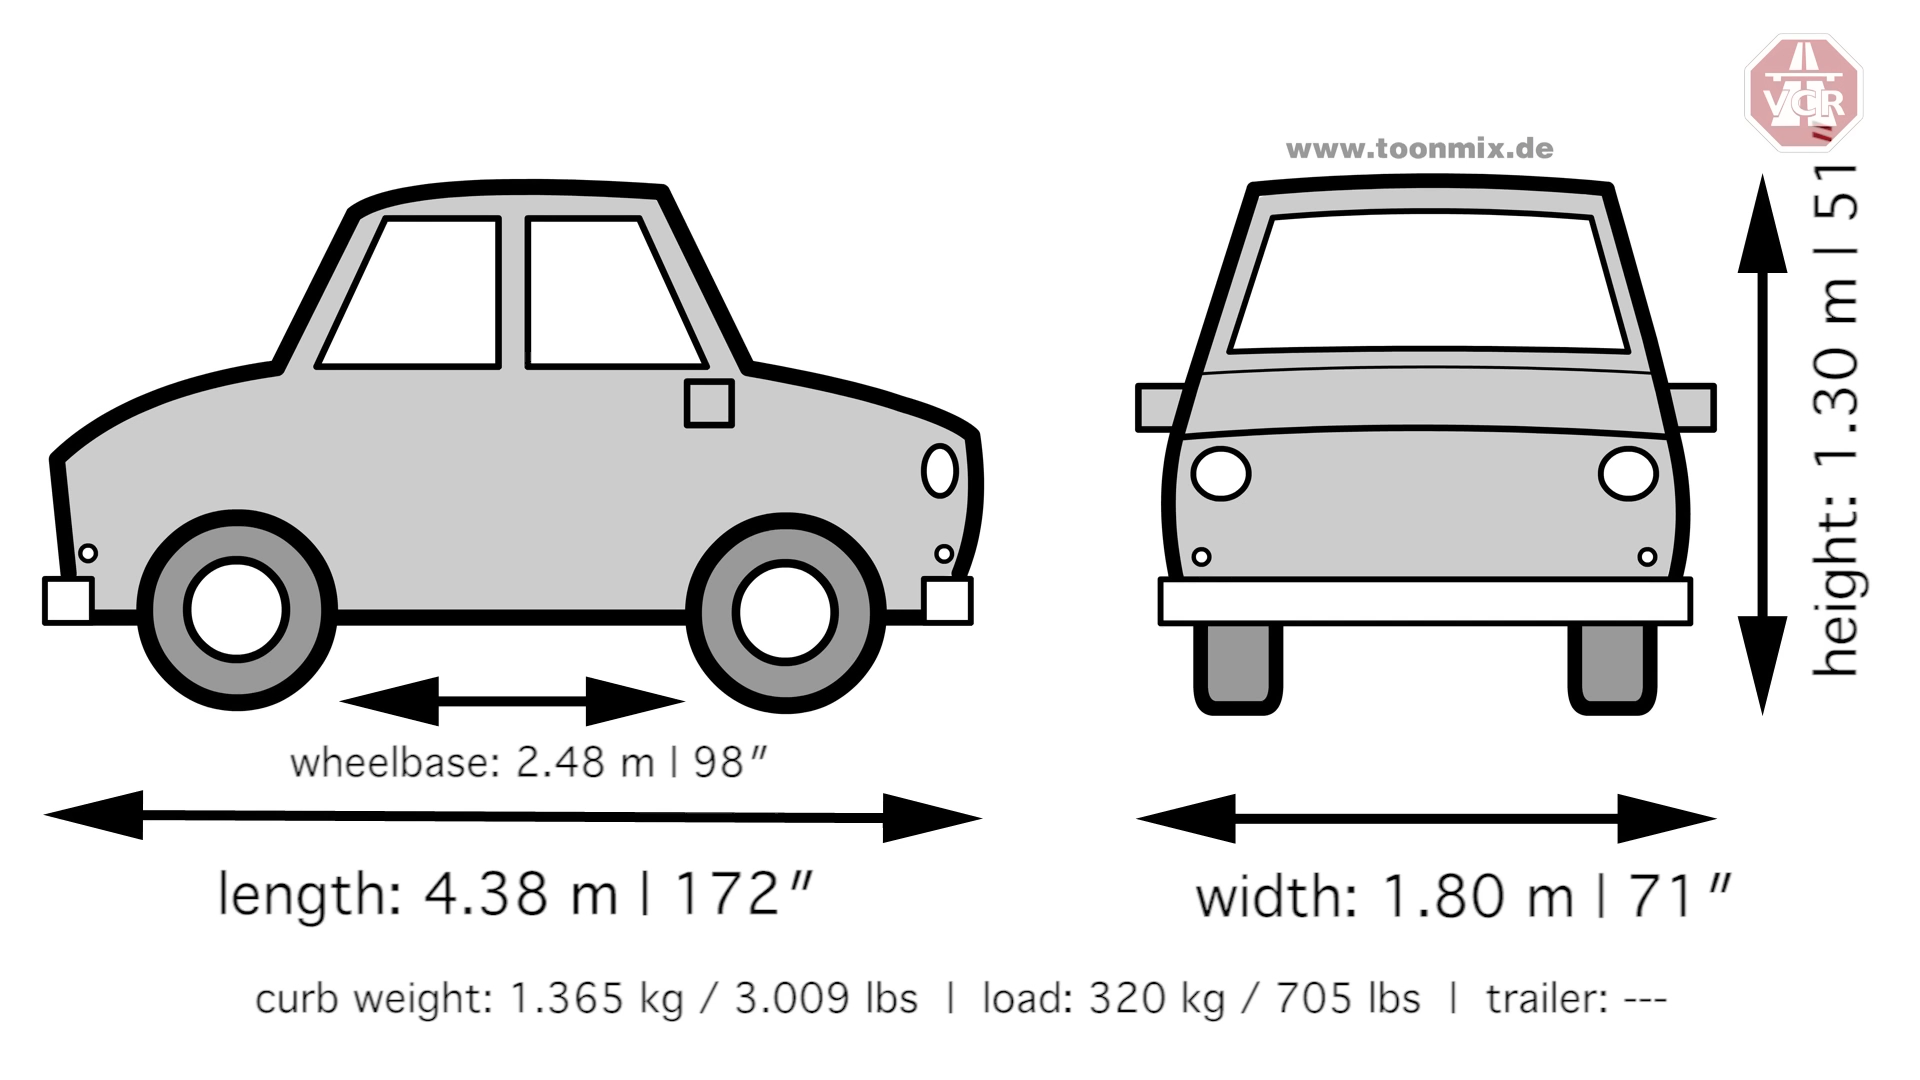 VCR
www.toonmix.de
height: 1.30 m | 51"
wheelbase: 2.48 m | 98"
length: 4.38 m | 172"
width: 1.80 m | 71"
curb weight: 1.365 kg / 3.009 lbs | load: 320 kg / 705 lbs | trailer: ---